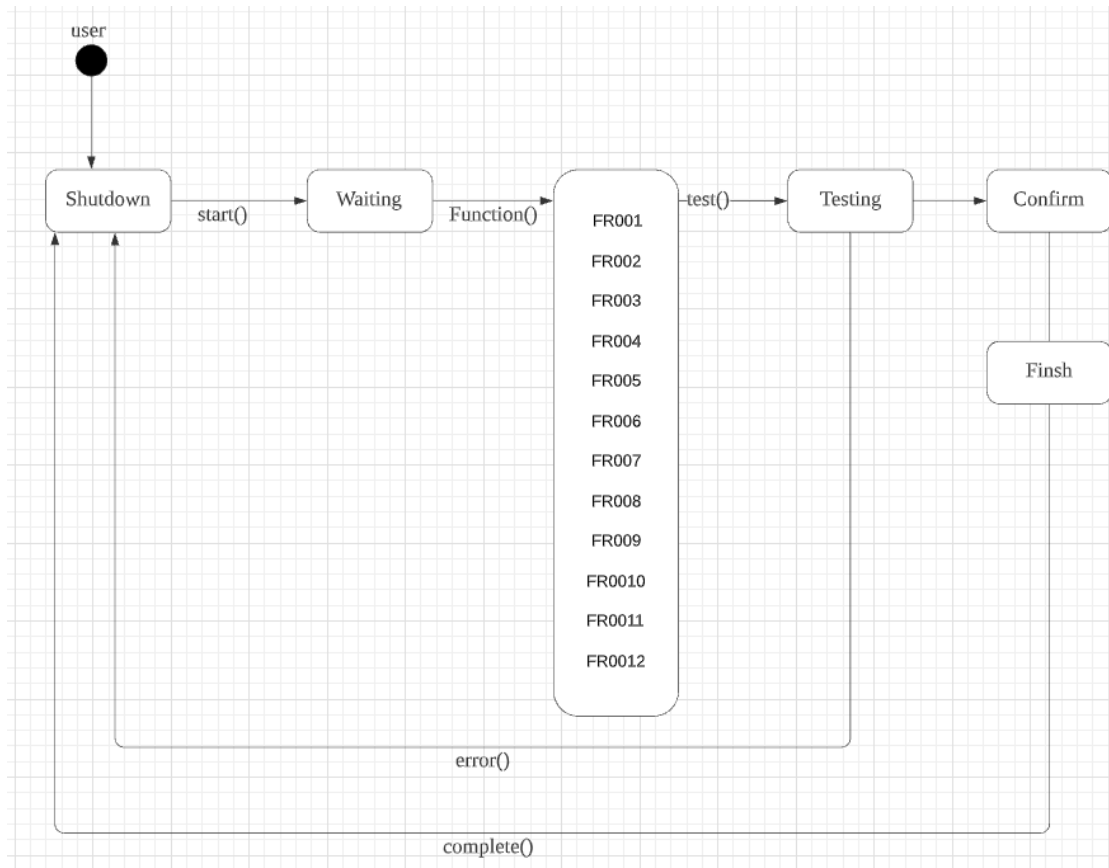 user
Shutdown
start()
Waiting
Function()
FR001
FR002
FR003
FR004
FR005
FR006
FR007
FR008
FR009
FR0010
FR0011
FR0012
test()
Testing
Confirm
Finsh
error()
complete()